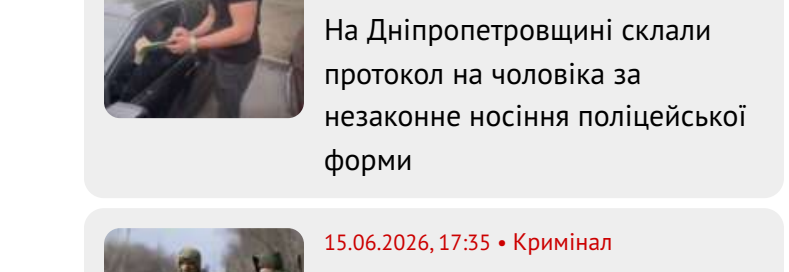 На Дніпропетровщині склали
протокол на чоловіка за
незаконне носіння поліцейської
форми
15.06.2026, 17:35 • Кримінал